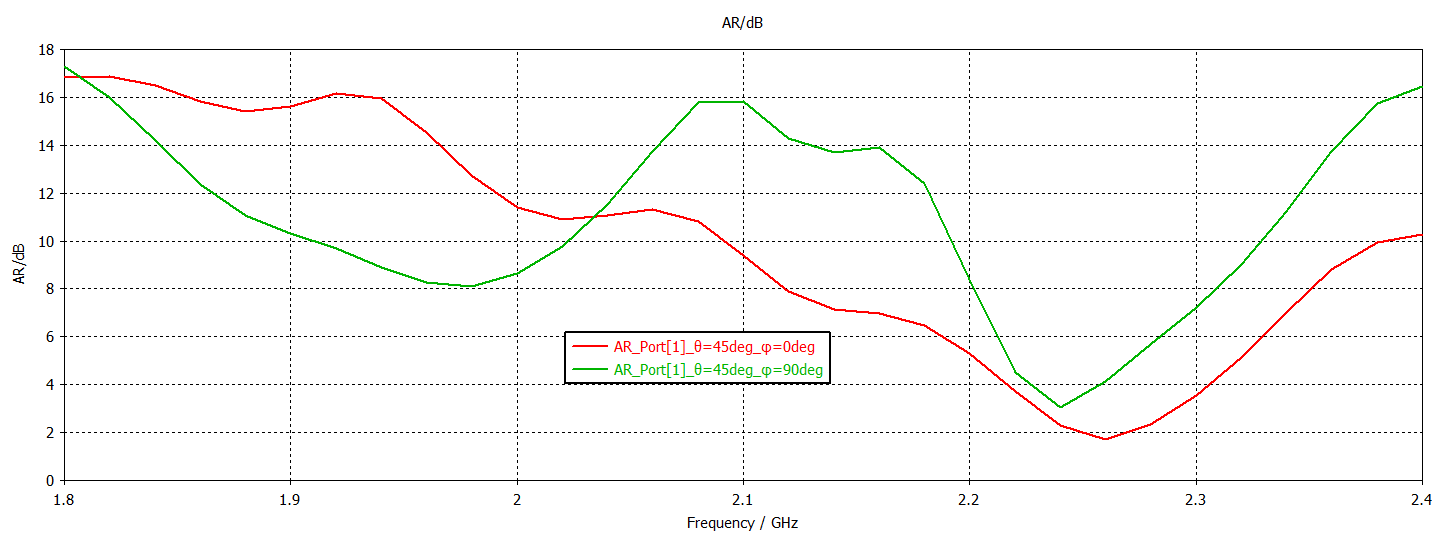 AR/dB
18
16
14
12
10
8
6
4
2
0
AR/dB
AR_Port[1]_θ=45deg_φ=0deg
AR_Port[1]_θ=45deg_φ=90deg
1.8 1.9 2 2.1 2.2 2.3 2.4
Frequency / GHz